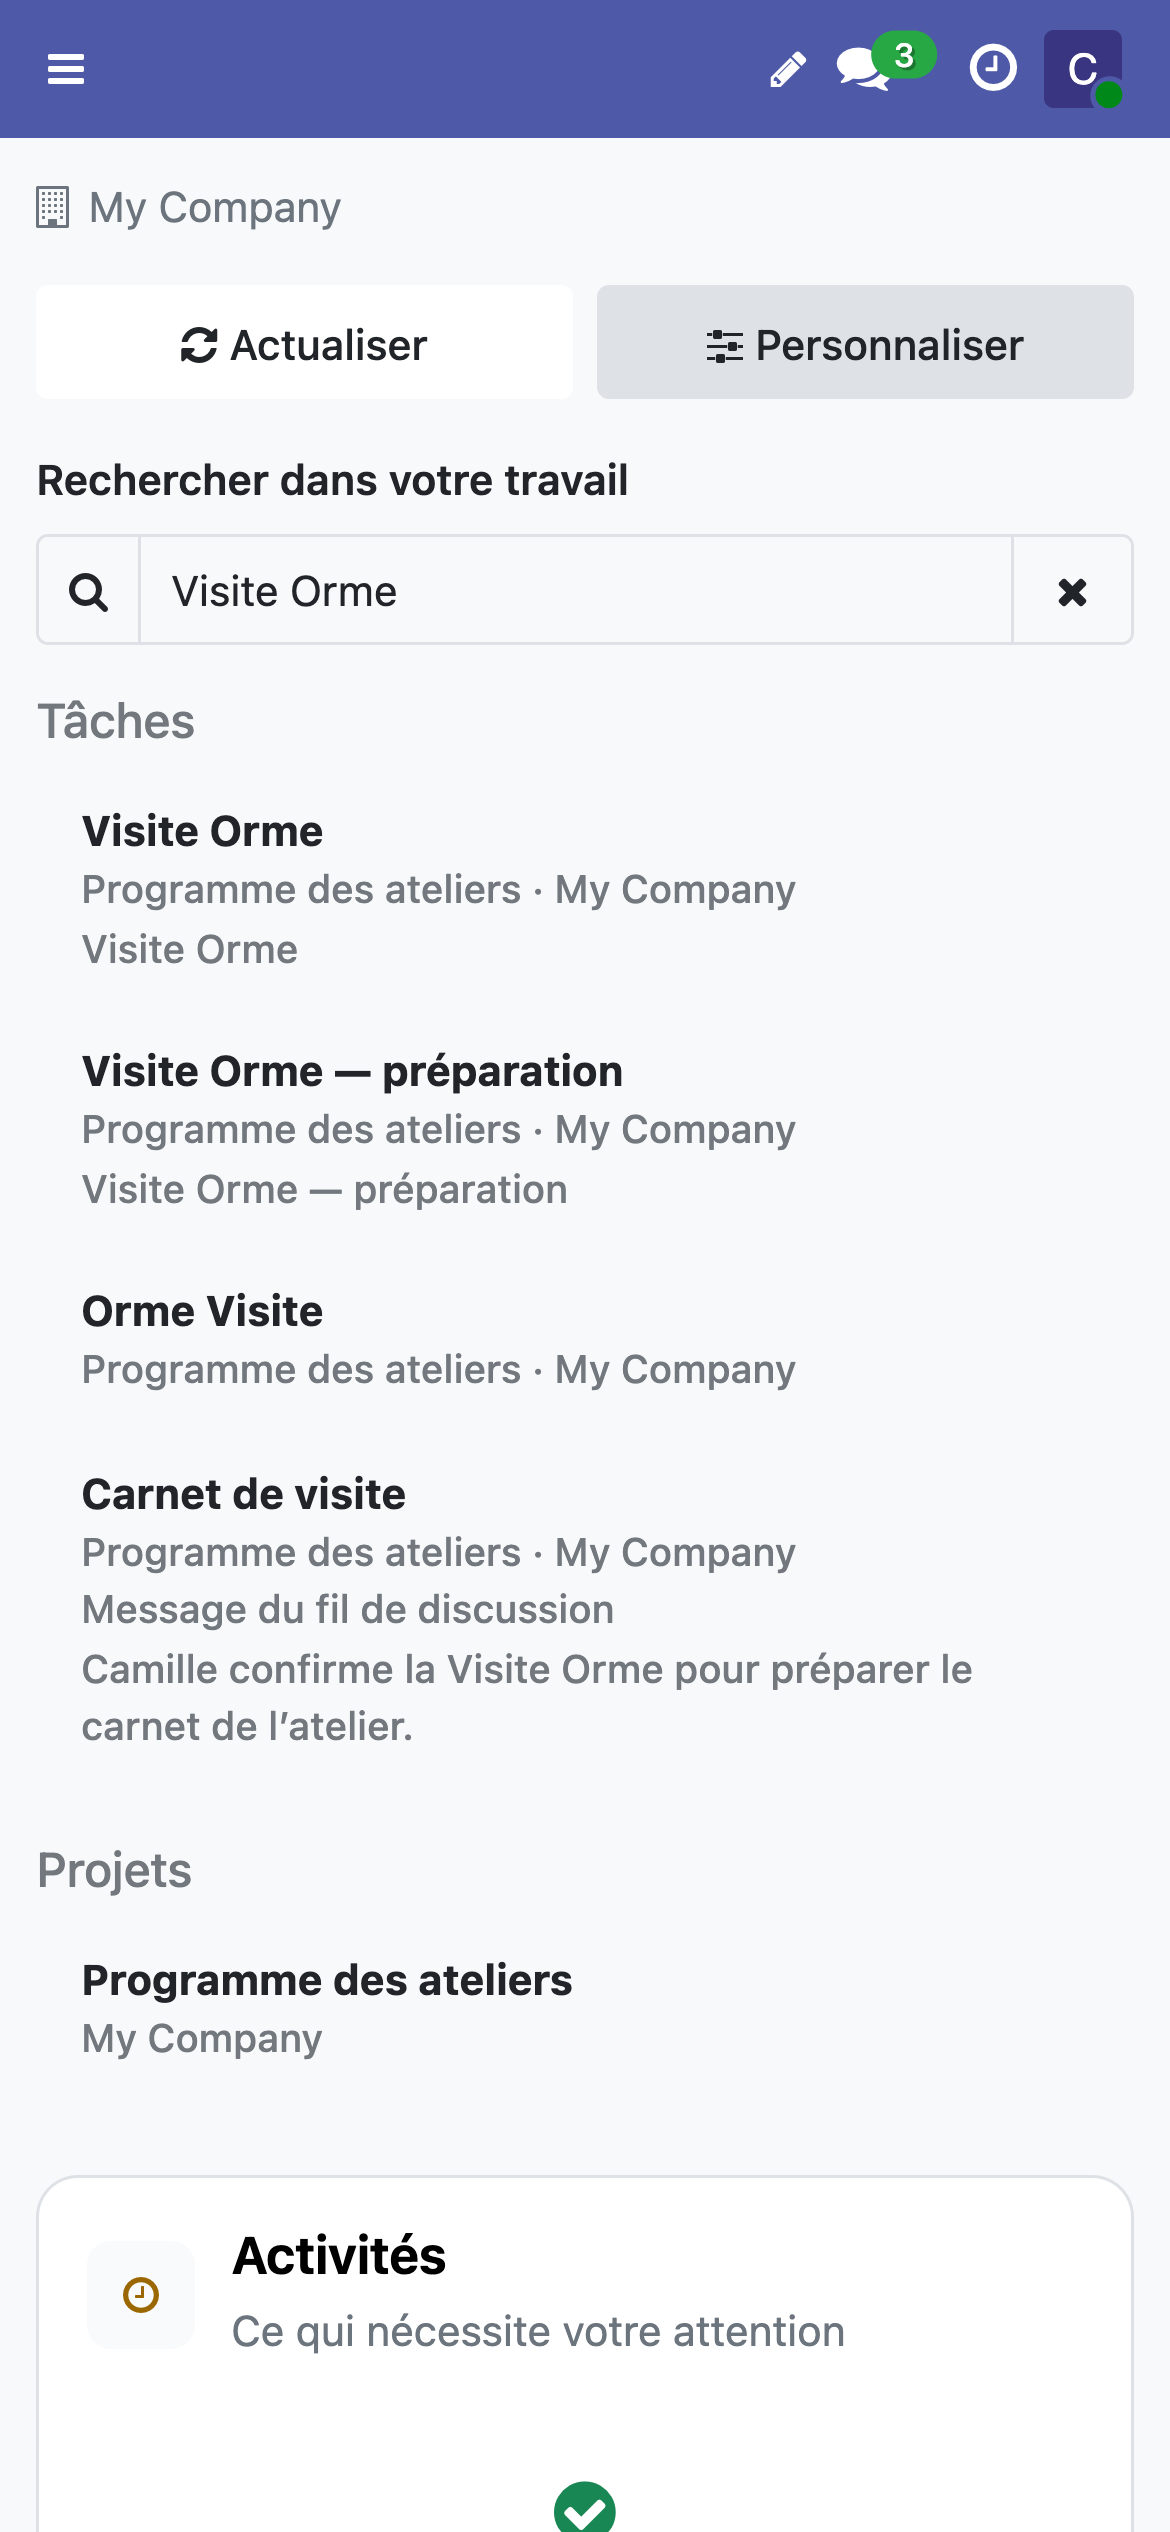 3
C
My Company
Actualiser
Personnaliser
Rechercher dans votre travail
Visite Orme
Tâches
Visite Orme
Programme des ateliers · My Company
Visite Orme
Visite Orme — préparation
Programme des ateliers · My Company
Visite Orme — préparation
Orme Visite
Programme des ateliers · My Company
Carnet de visite
Programme des ateliers · My Company
Message du fil de discussion
Camille confirme la Visite Orme pour préparer le
carnet de l’atelier.
Projets
Programme des ateliers
My Company
Activités
Ce qui nécessite votre attention